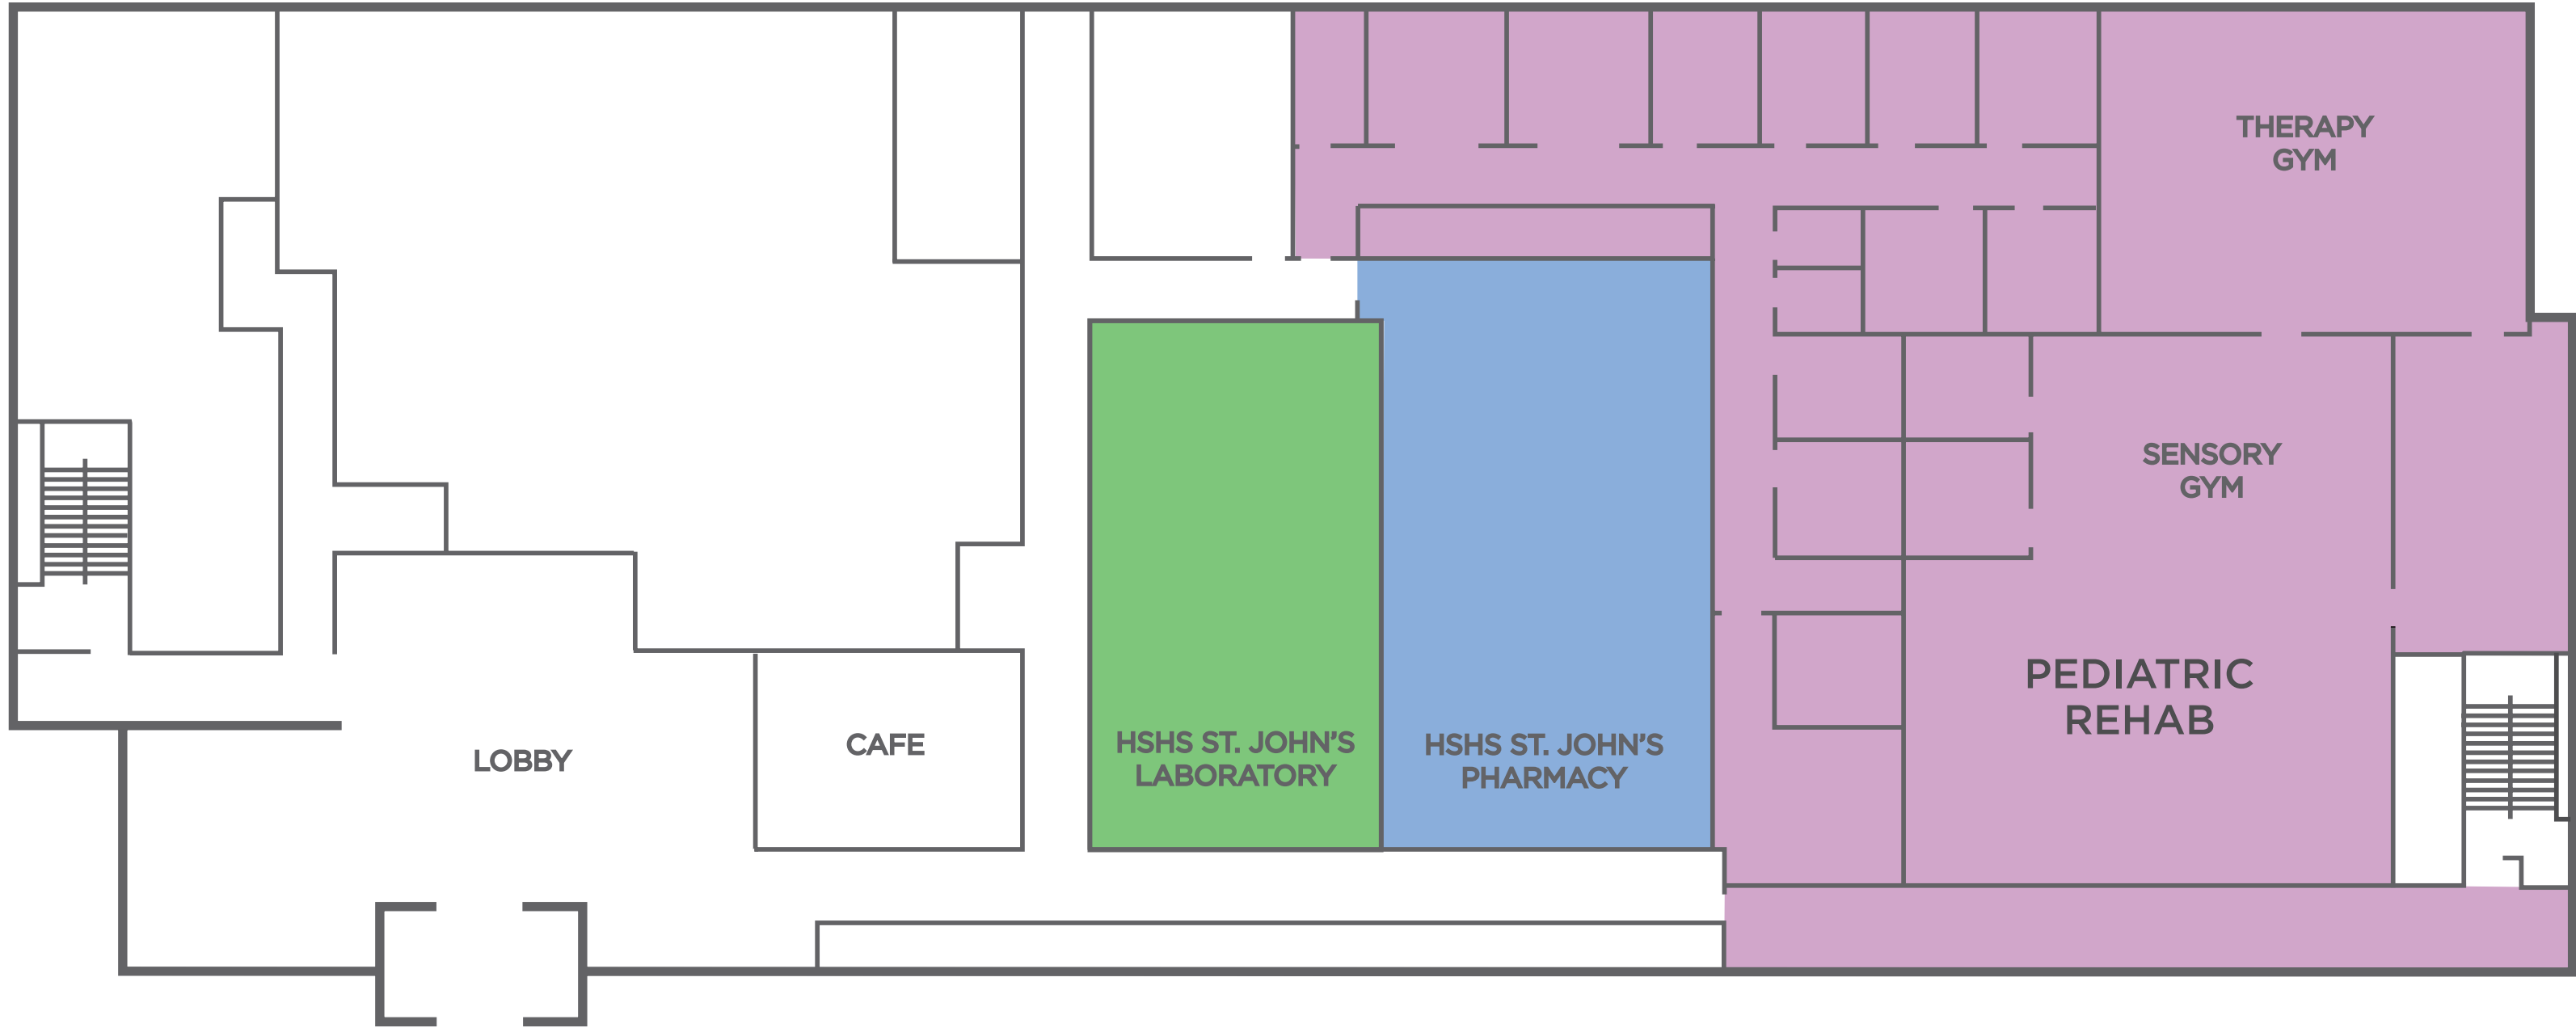 THERAPY
GYM
SENSORY
GYM
PEDIATRIC
REHAB
LOBBY
CAFE
HSHS ST. JOHN'S
LABORATORY
HSHS ST. JOHN'S
PHARMACY